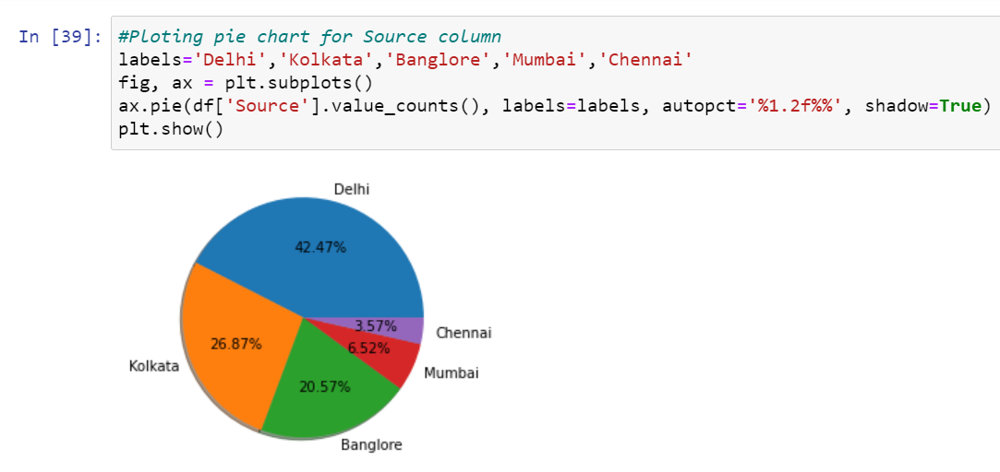 In [39]: #Ploting pie chart for Source column
labels='Delhi','Kolkata','Banglore','Mumbai','Chennai'
fig, ax = plt.subplots()
ax.pie(df['Source'].value_counts(), labels=labels, autopct='%1.2f%%', shadow=True)
plt.show()
Delhi
42.47%
3.57%
Chennai
26.87%
6.52%
Kolkata
Mumbai
20.57%
Banglore